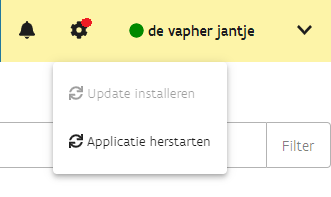 de vapher jantje
Update installeren
Applicatie herstarten
Filter